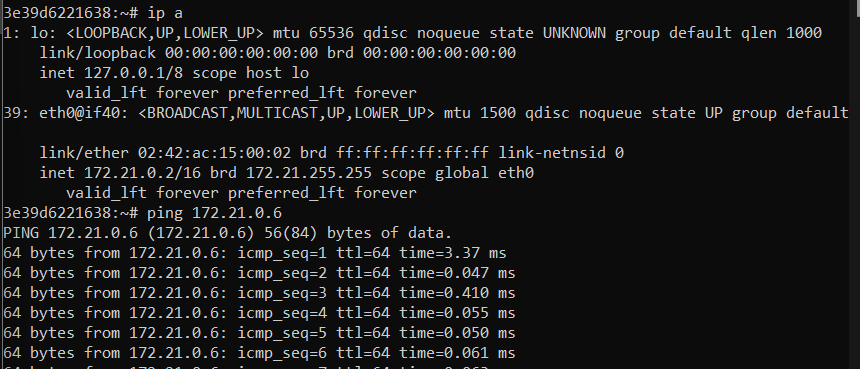 3e39d6221638:~# ip a
1: lo: <LOOPBACK,UP,LOWER_UP> mtu 65536 qdisc noqueue state UNKNOWN group default qlen 1000
    link/loopback 00:00:00:00:00:00 brd 00:00:00:00:00:00
    inet 127.0.0.1/8 scope host lo
       valid_lft forever preferred_lft forever
39: eth0@if40: <BROADCAST,MULTICAST,UP,LOWER_UP> mtu 1500 qdisc noqueue state UP group default
    link/ether 02:42:ac:15:00:02 brd ff:ff:ff:ff:ff:ff link-netnsid 0
    inet 172.21.0.2/16 brd 172.21.255.255 scope global eth0
       valid_lft forever preferred_lft forever
3e39d6221638:~# ping 172.21.0.6
PING 172.21.0.6 (172.21.0.6) 56(84) bytes of data.
64 bytes from 172.21.0.6: icmp_seq=1 ttl=64 time=3.37 ms
64 bytes from 172.21.0.6: icmp_seq=2 ttl=64 time=0.047 ms
64 bytes from 172.21.0.6: icmp_seq=3 ttl=64 time=0.410 ms
64 bytes from 172.21.0.6: icmp_seq=4 ttl=64 time=0.055 ms
64 bytes from 172.21.0.6: icmp_seq=5 ttl=64 time=0.050 ms
64 bytes from 172.21.0.6: icmp_seq=6 ttl=64 time=0.061 ms